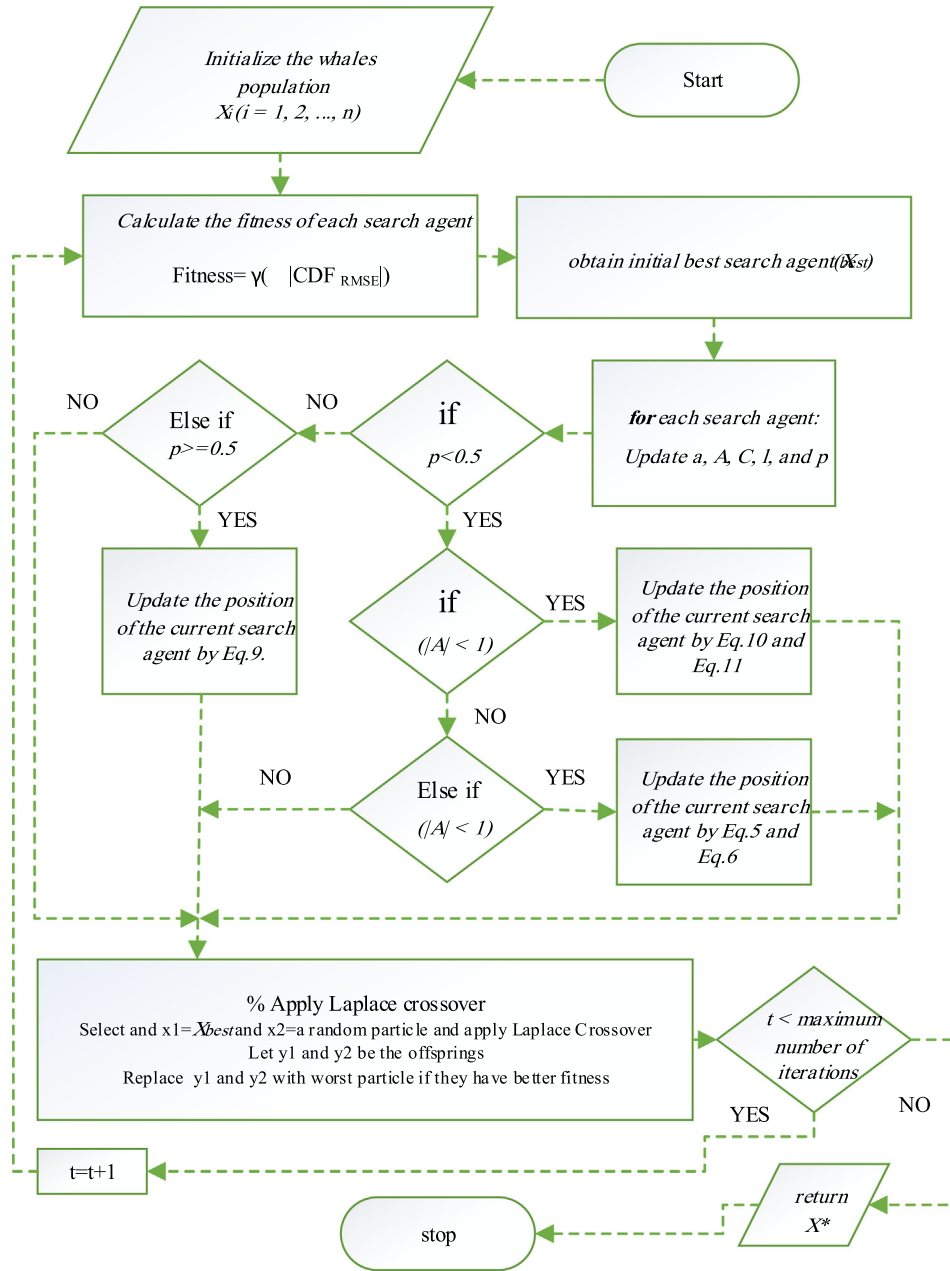 Start
Initialize the whales
population
Xi (i = 1, 2, ..., n)
Calculate the fitness of each search agent
Fitness= γ( |CDF RMSE|)
obtain initial best search agent(Xbest)
for each search agent:
Update a, A, C, l, and p
if
p<0.5
NO
Else if
p>=0.5
NO
YES
YES
Update the position
of the current search
agent by Eq.9.
if
(|A| < 1)
YES
Update the position
of the current search
agent by Eq.10 and
Eq.11
NO
Else if
(|A| < 1)
NO
YES
Update the position
of the current search
agent by Eq.5 and
Eq.6
% Apply Laplace crossover
Select and x1=Xbest and x2=a random particle and apply Laplace Crossover
Let y1 and y2 be the offsprings
Replace y1 and y2 with worst particle if they have better fitness
t < maximum
number of
iterations
YES
NO
t=t+1
return
X*
stop